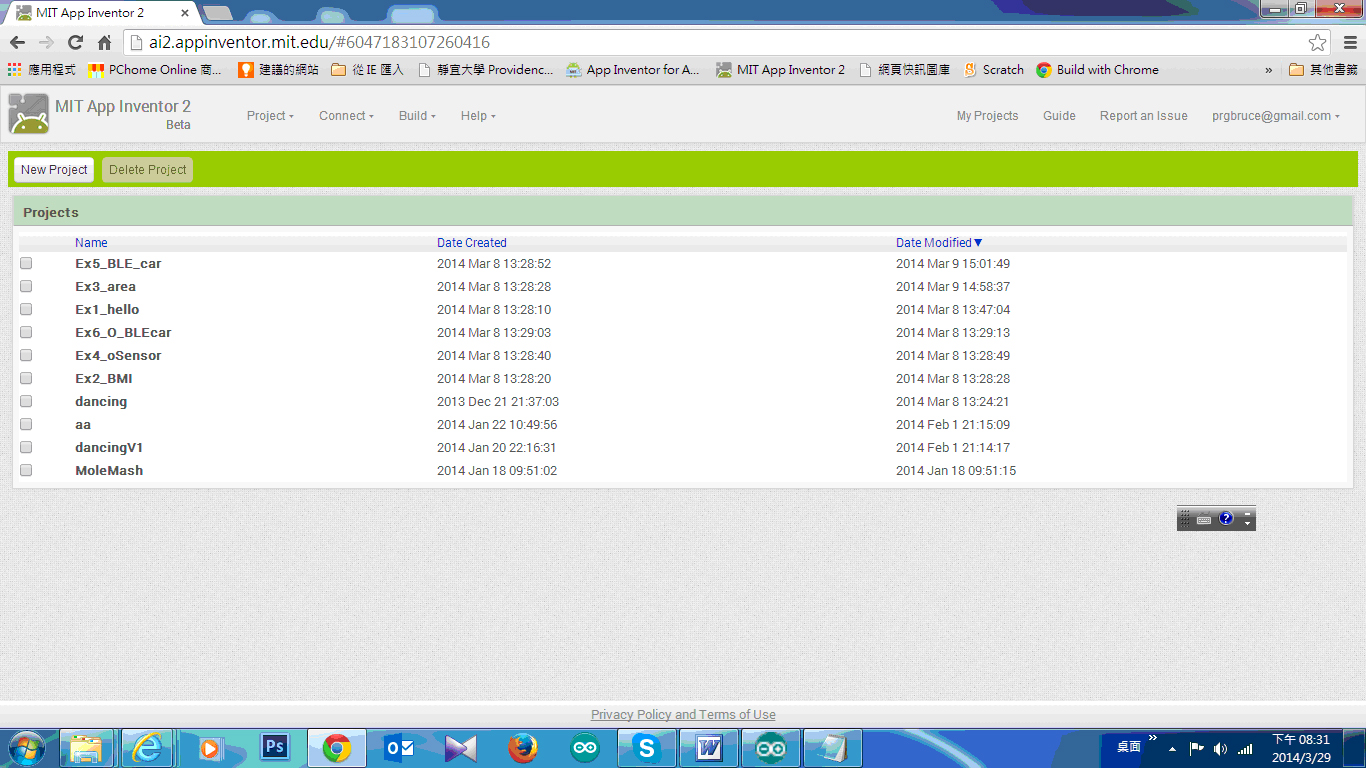 MIT App Inventor 2
ai2.appinventor.mit.edu/#6047183107260416
應用程式 PChome Online 商... 建議的網站 從 IE 匯入 靜宜大學 Providenc... App Inventor for A... MIT App Inventor 2 網頁快訊圖庫 Scratch Build with Chrome » 其他書籤
MIT App Inventor 2
Beta
Project Connect Build Help My Projects Guide Report an Issue prgbruce@gmail.com
New Project Delete Project
Projects
Name Date Created Date Modified▼
Ex5_BLE_car 2014 Mar 8 13:28:52 2014 Mar 9 15:01:49
Ex3_area 2014 Mar 8 13:28:28 2014 Mar 9 14:58:37
Ex1_hello 2014 Mar 8 13:28:10 2014 Mar 8 13:47:04
Ex6_O_BLEcar 2014 Mar 8 13:29:03 2014 Mar 8 13:29:13
Ex4_oSensor 2014 Mar 8 13:28:40 2014 Mar 8 13:28:49
Ex2_BMI 2014 Mar 8 13:28:20 2014 Mar 8 13:28:28
dancing 2013 Dec 21 21:37:03 2014 Mar 8 13:24:21
aa 2014 Jan 22 10:49:56 2014 Feb 1 21:15:09
dancingV1 2014 Jan 20 22:16:31 2014 Feb 1 21:14:17
MoleMash 2014 Jan 18 09:51:02 2014 Jan 18 09:51:15
?
Privacy Policy and Terms of Use
Ps
桌面 » 下午 08:31
2014/3/29